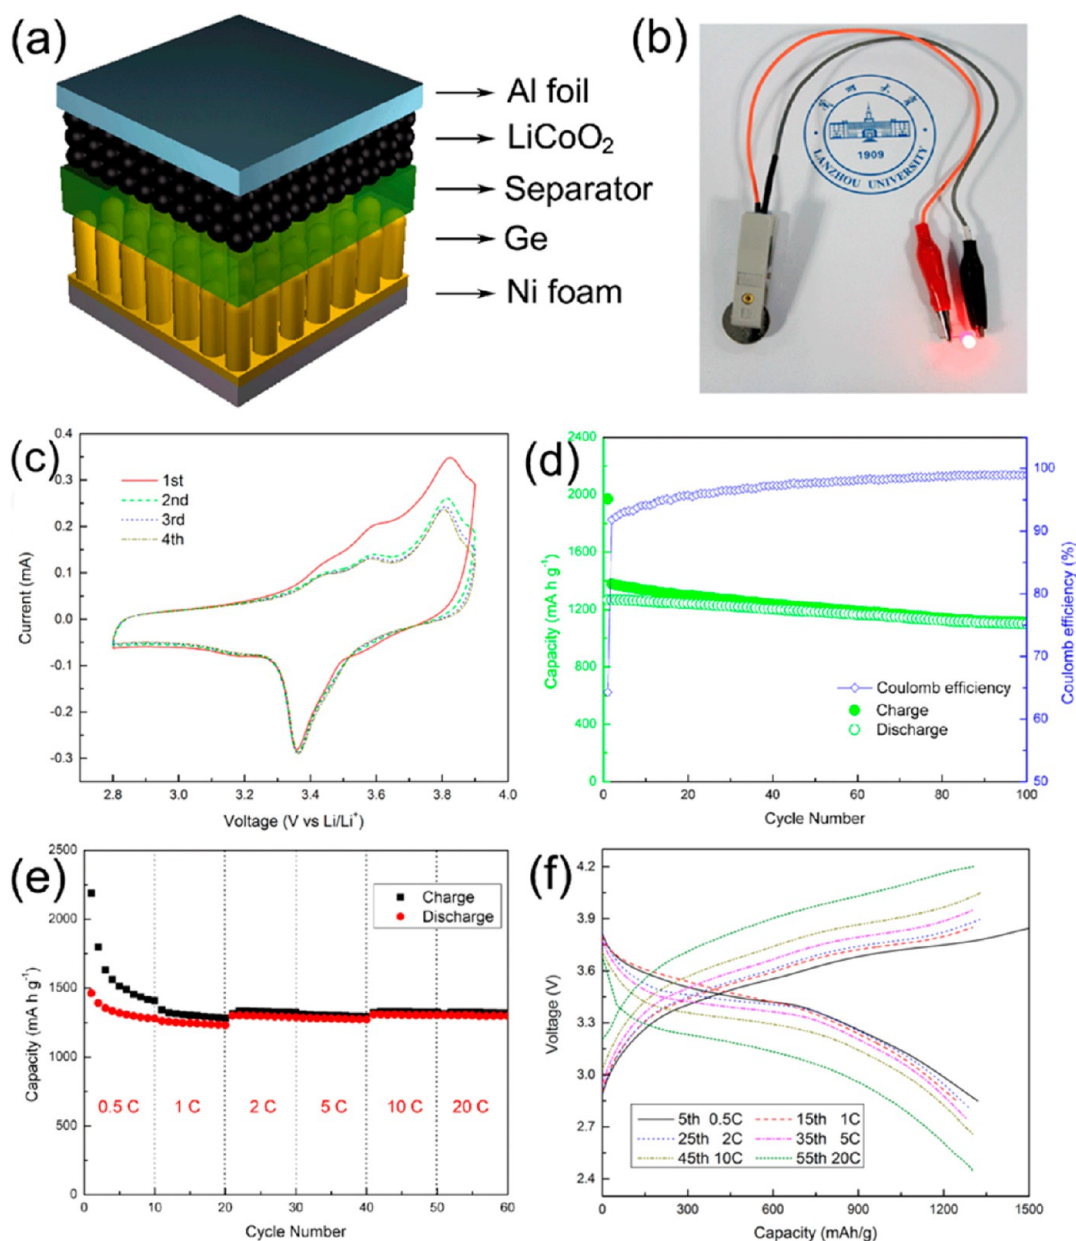 (a)
Al foil
LiCoO2
Separator
Ge
Ni foam
(b)
1909
LANZHOU UNIVERSITY
(c)
0.4
0.3
0.2
0.1
0.0
-0.1
-0.2
-0.3
1st
2nd
3rd
4th
Current (mA)
2.8 3.0 3.2 3.4 3.6 3.8 4.0
Voltage (V vs Li/Li+)
(d)
2400
2000
1600
1200
800
400
0
Capacity (mA h g-1)
100
90
80
70
60
50
Coulomb efficiency (%)
Coulomb efficiency
Charge
Discharge
0 20 40 60 80 100
Cycle Number
(e)
2500
2000
1500
1250
1000
500
0
Capacity (mA h g-1)
Charge
Discharge
0.5 C 1 C 2 C 5 C 10 C 20 C
0 10 20 30 40 50 60
Cycle Number
(f)
4.2
3.9
3.6
3.3
3.0
2.7
2.4
Voltage (V)
5th 0.5C 15th 1C
25th 2C 35th 5C
45th 10C 55th 20C
0 300 600 900 1200 1500
Capacity (mAh/g)